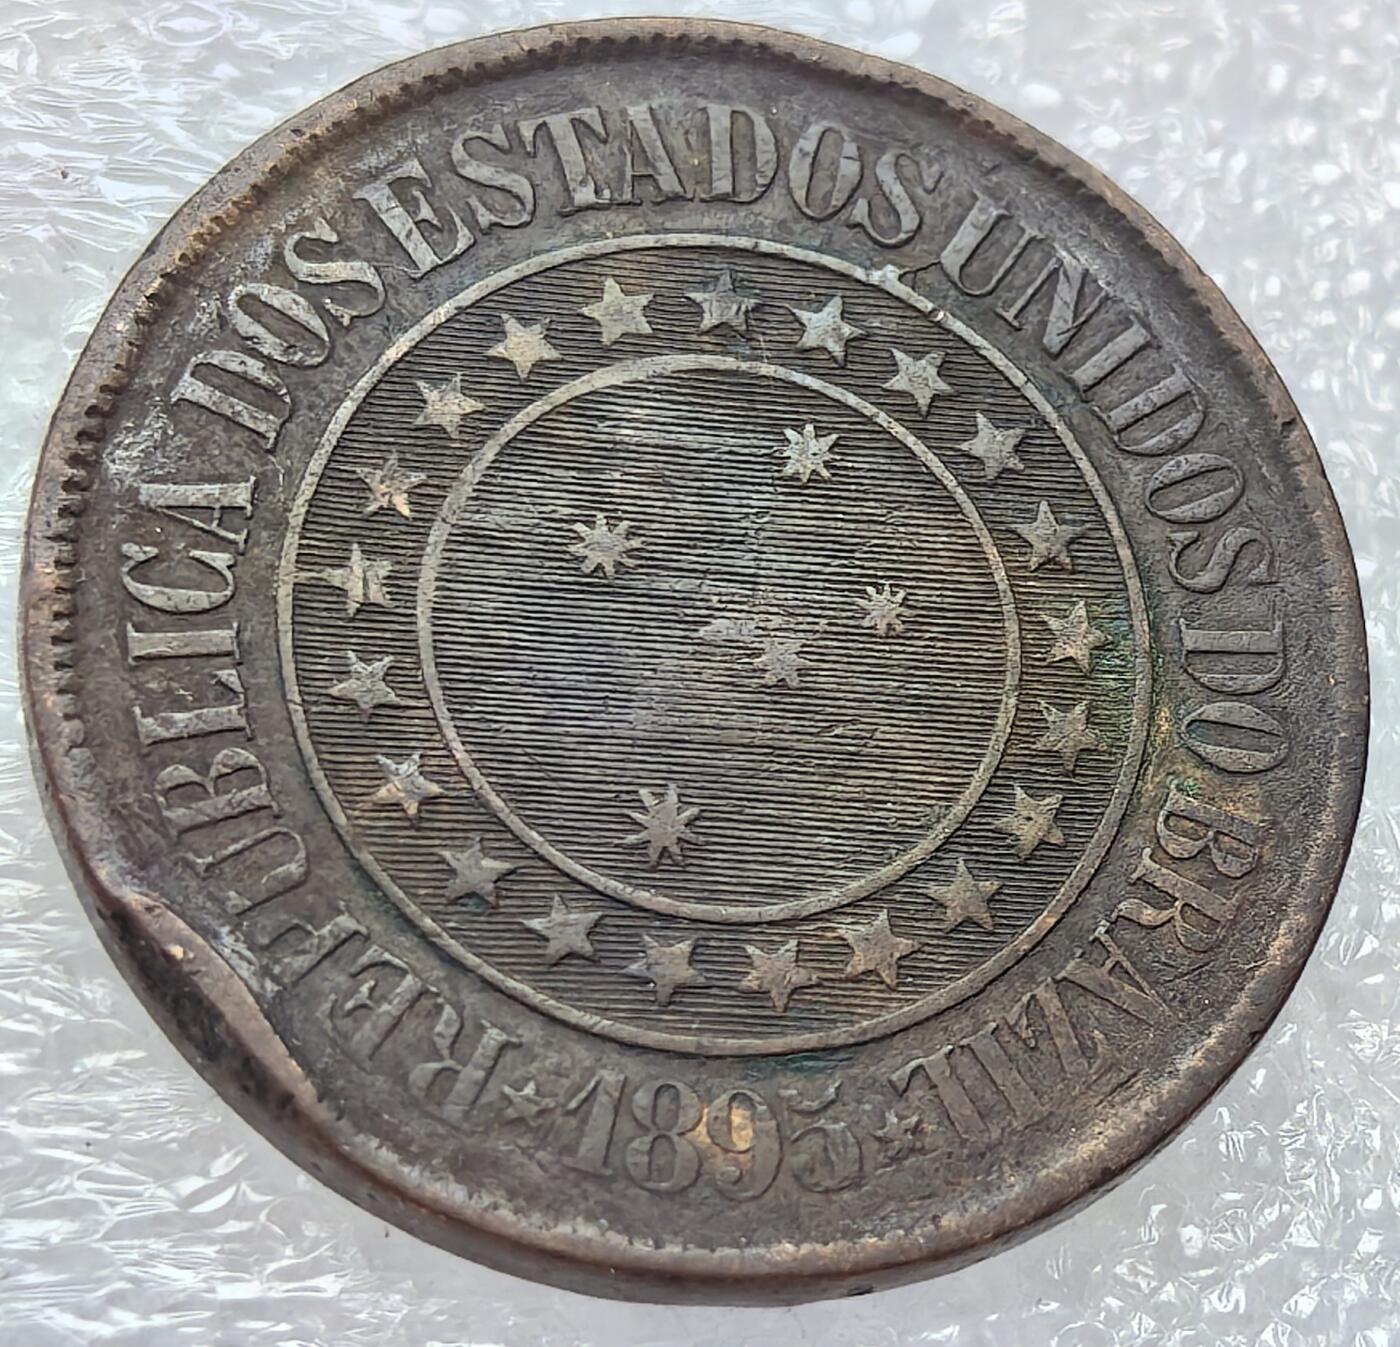 REPUBLICA DOS ESTADOS UNIDOS DO BRAZIL
★1895★